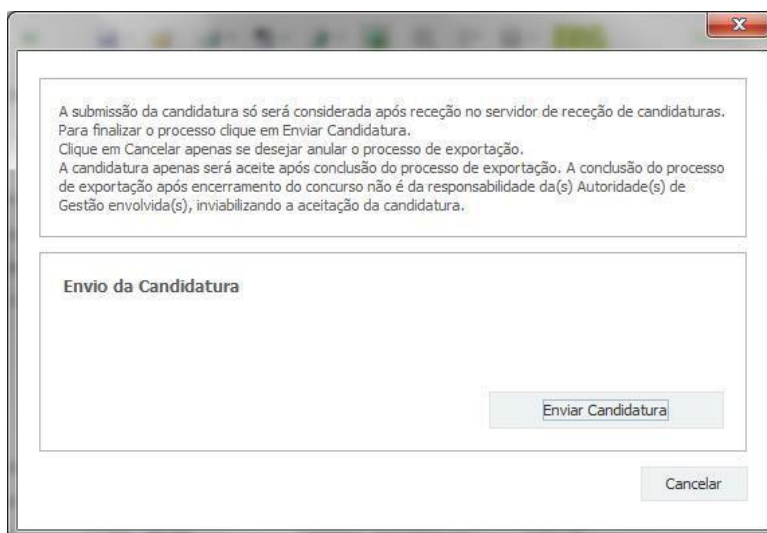 A submissão da candidatura só será considerada após receção no servidor de receção de candidaturas.
Para finalizar o processo clique em Enviar Candidatura.
Clique em Cancelar apenas se desejar anular o processo de exportação.
A candidatura apenas será aceite após conclusão do processo de exportação. A conclusão do processo
de exportação após encerramento do concurso não é da responsabilidade da(s) Autoridade(s) de
Gestão envolvida(s), inviabilizando a aceitação da candidatura.
Envio da Candidatura
Enviar Candidatura
Cancelar